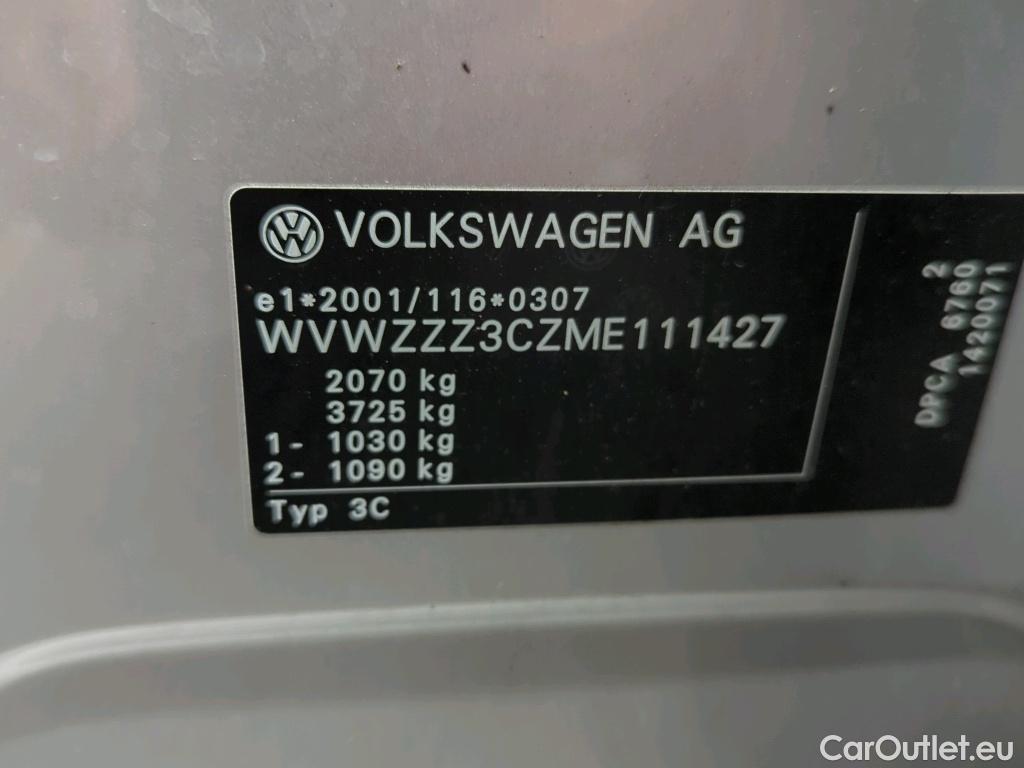 VOLKSWAGEN AG
e1*2001/116*0307
WVWZZZ3CZME111427
2070 kg
3725 kg
1- 1030 kg
2- 1090 kg
Typ 3C
DPCA 6760 2
1420071
CarOutlet.eu